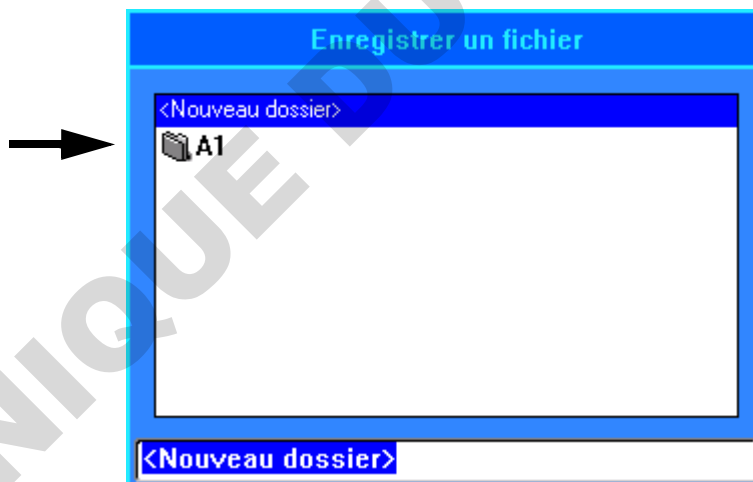 Enregistrer un fichier
<Nouveau dossier>
A1
<Nouveau dossier>
NIQUE DU